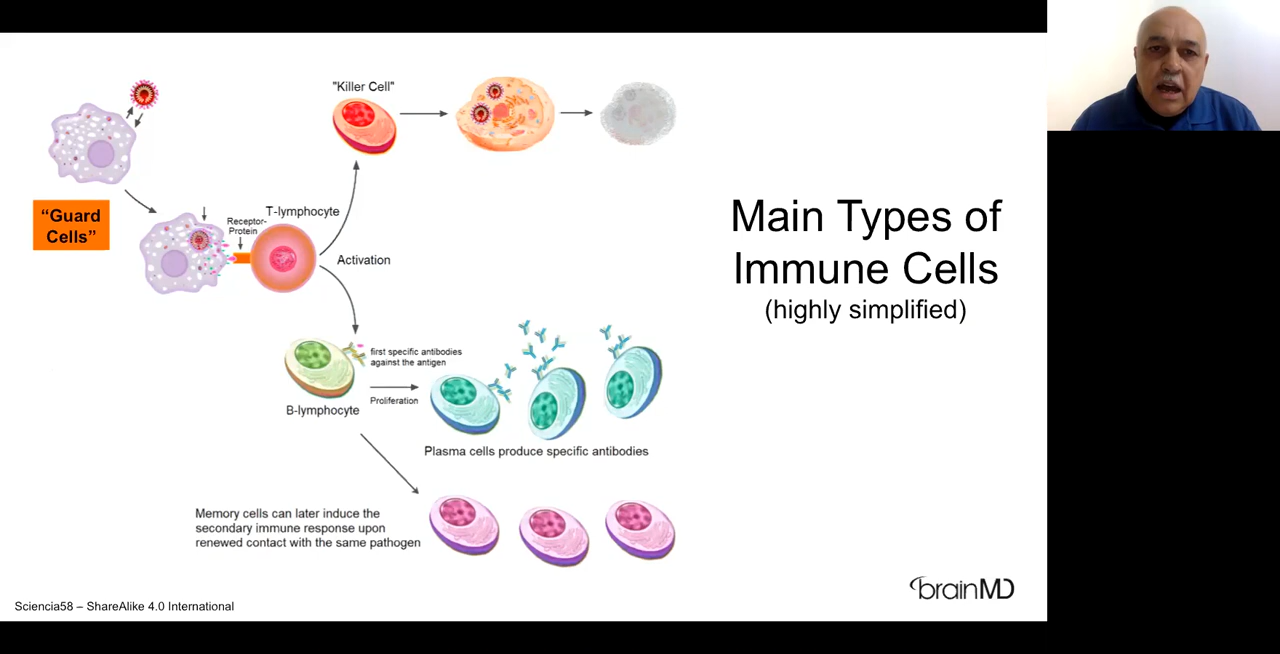 "Killer Cell"
“Guard
Cells”
Receptor-
Protein
T-lymphocyte
Activation
Main Types of
Immune Cells
(highly simplified)
first specific antibodies
against the antigen
Proliferation
B-lymphocyte
Plasma cells produce specific antibodies
Memory cells can later induce the
secondary immune response upon
renewed contact with the same pathogen
brainMD
Sciencia58 – ShareAlike 4.0 International